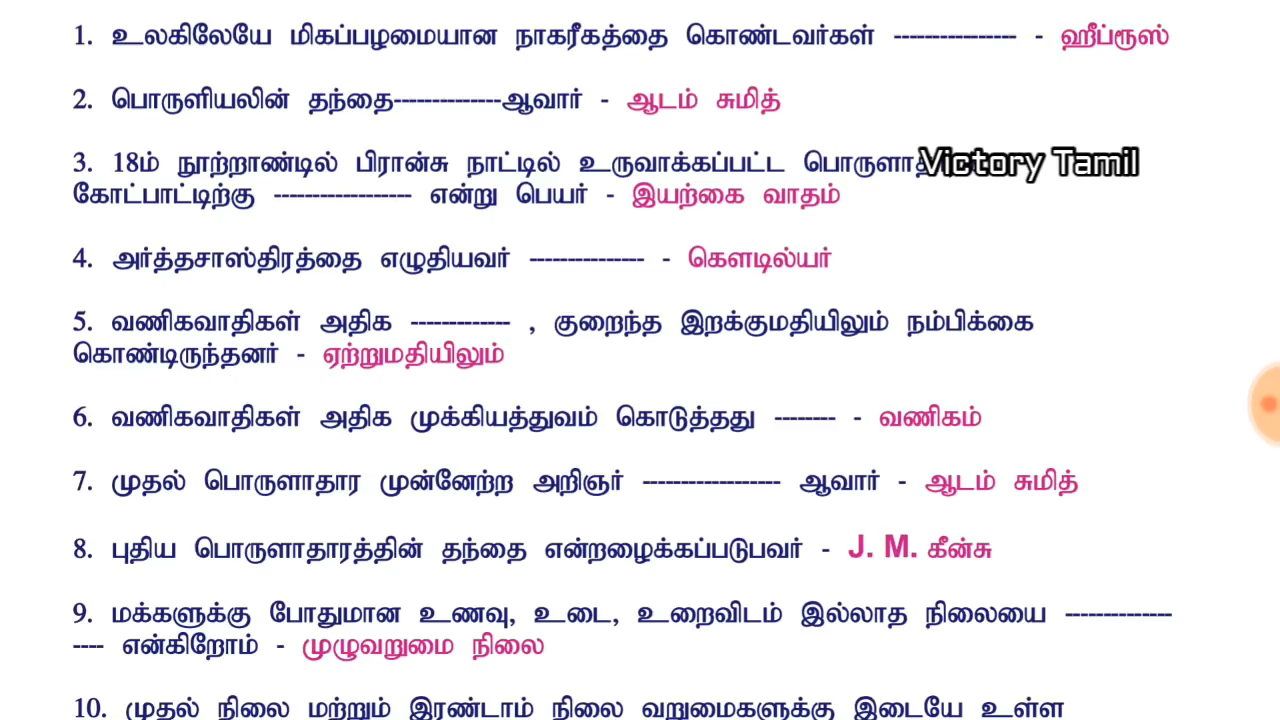 1. உலகிலேயே மிகப்பழமையான நாகரீகத்தை கொண்டவர்கள் ---------------- - ஹீப்ரூஸ்
2. பொருளியலின் தந்தை--------------ஆவார் - ஆடம் சுமித்
3. 18ம் நூற்றாண்டில் பிரான்சு நாட்டில் உருவாக்கப்பட்ட Victory Tamil
கோட்பாட்டிற்கு ------------------ என்று பெயர் - இயற்கை வாதம்
4. அர்த்தசாஸ்திரத்தை எழுதியவர் --------------- - கௌடில்யர்
5. வணிகவாதிகள் அதிக ------------- , குறைந்த இறக்குமதியிலும் நம்பிக்கை
கொண்டிருந்தனர் - ஏற்றுமதியிலும்
6. வணிகவாதிகள் அதிக முக்கியத்துவம் கொடுத்தது -------- - வணிகம்
7. முதல் பொருளாதார முன்னேற்ற அறிஞர் ------------------ ஆவார் - ஆடம் சுமித்
8. புதிய பொருளாதாரத்தின் தந்தை என்றழைக்கப்படுபவர் - J. M. கீன்சு
9. மக்களுக்கு போதுமான உணவு, உடை, உறைவிடம் இல்லாத நிலையை --------------
---- என்கிறோம் - முழுவறுமை நிலை
10. முதல் நிலை மற்றும் இரண்டாம் நிலை வறுமைகளுக்கு இடையே உள்ள